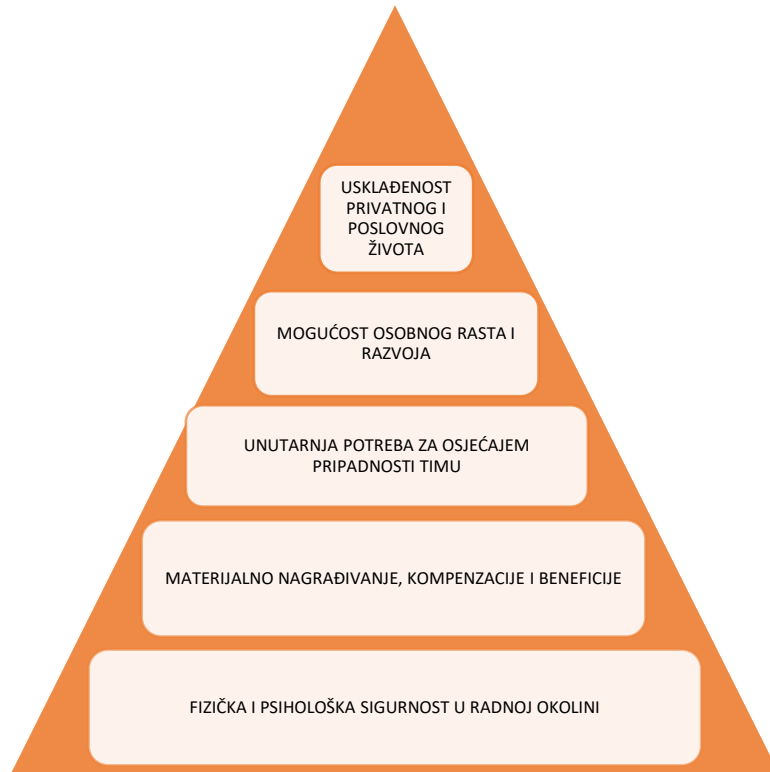 USKLAĐENOST
PRIVATNOG I
POSLOVNOG
ŽIVOTA
MOGUĆOST OSOBNOG RASTA I
RAZVOJA
UNUTARNJA POTREBA ZA OSJEĆAJEM
PRIPADNOSTI TIMU
MATERIJALNO NAGRAĐIVANJE, KOMPENZACIJE I BENEFICIJE
FIZIČKA I PSIHOLOŠKA SIGURNOST U RADNOJ OKOLINI